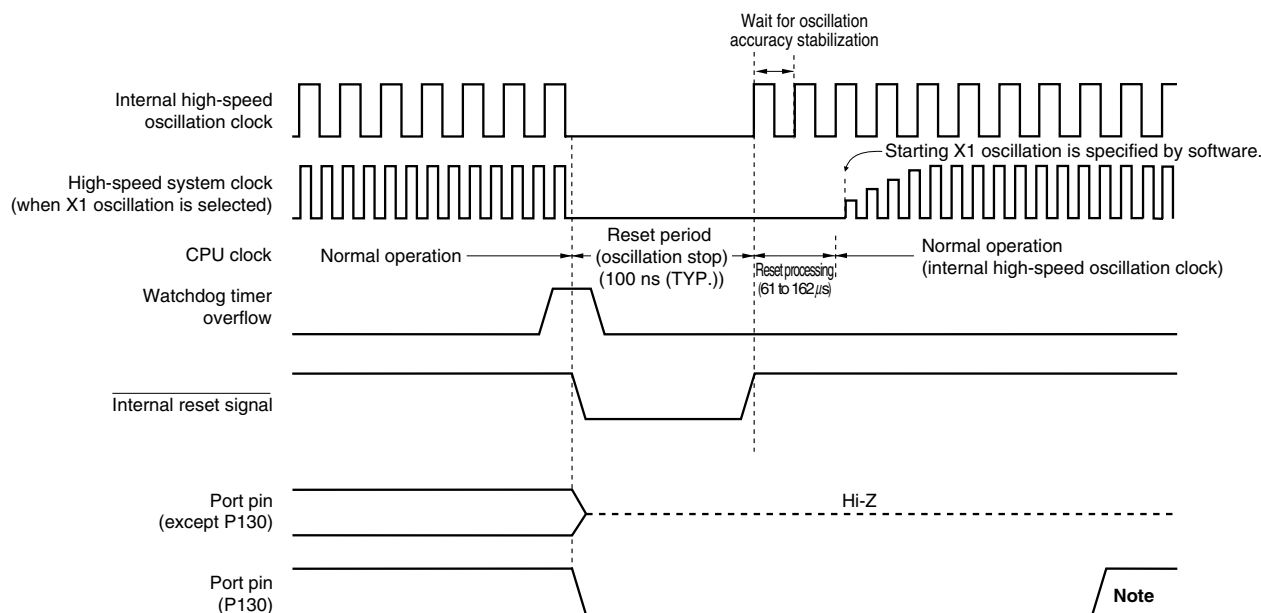 Wait for oscillation
accuracy stabilization
Internal high-speed
oscillation clock
Starting X1 oscillation is specified by software.
High-speed system clock
(when X1 oscillation is selected)
CPU clock
Normal operation
Reset period
(oscillation stop)
(100 ns (TYP.))
Reset processing
(61 to 162 μs)
Normal operation
(internal high-speed oscillation clock)
Watchdog timer
overflow
Internal reset signal
Port pin
(except P130)
Hi-Z
Port pin
(P130)
Note